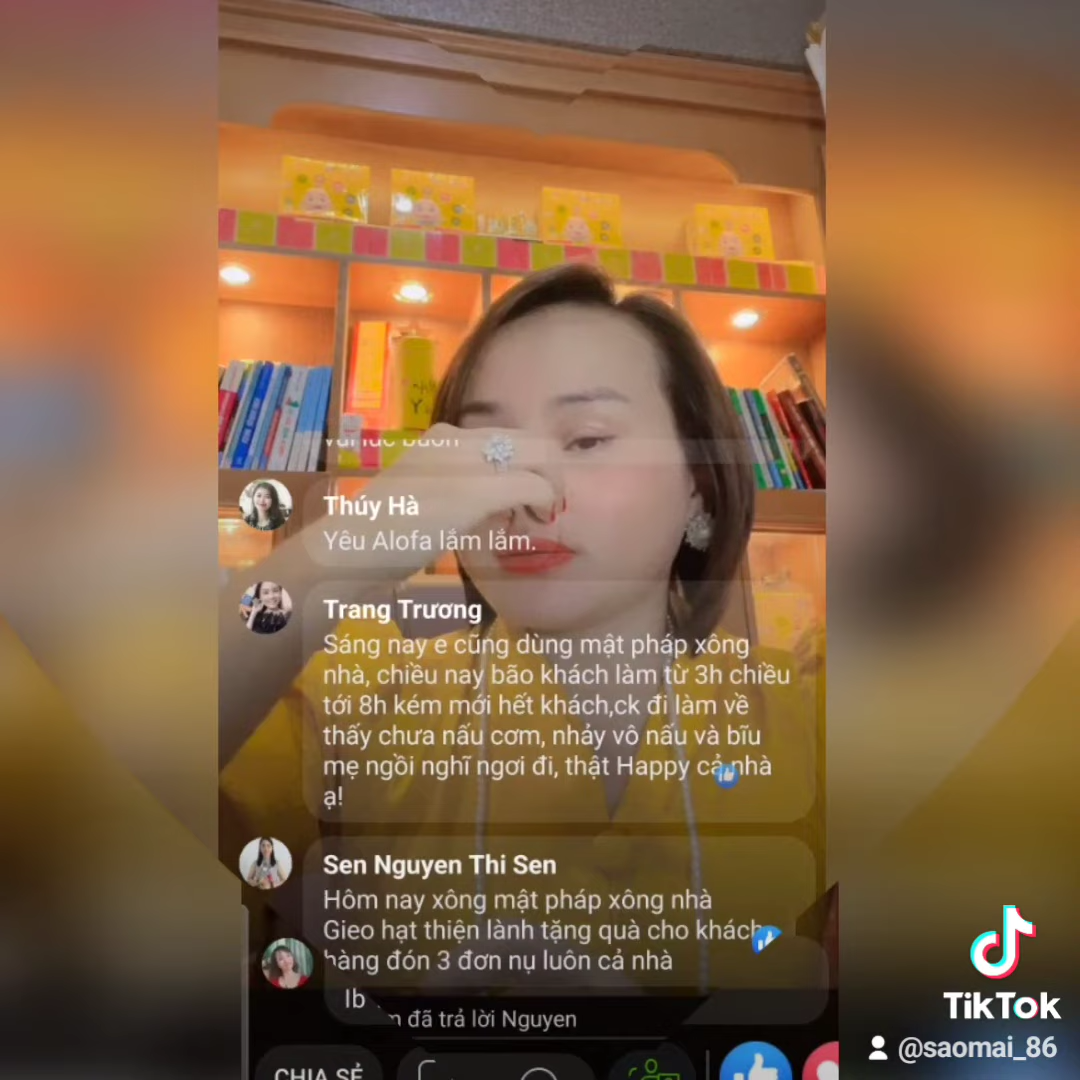 Thúy Hà
Yêu Alofa lắm lắm.
Trang Trương
Sáng nay e cũng dùng mật pháp xông
nhà, chiều nay bão khách làm từ 3h chiều
tới 8h kém mới hết khách,ck đi làm về
thấy chưa nấu cơm, nhảy vô nấu và bĩu
mẹ ngồi nghĩ ngơi đi, thật Happy cả nhà
ạ!
Sen Nguyen Thi Sen
Hôm nay xông mật pháp xông nhà
Gieo hạt thiện lành tặng quà cho khách
hàng đón 3 đơn nụ luôn cả nhà
Ib
đã trả lời Nguyen
CHIA SẺ
TikTok
@saomai_86